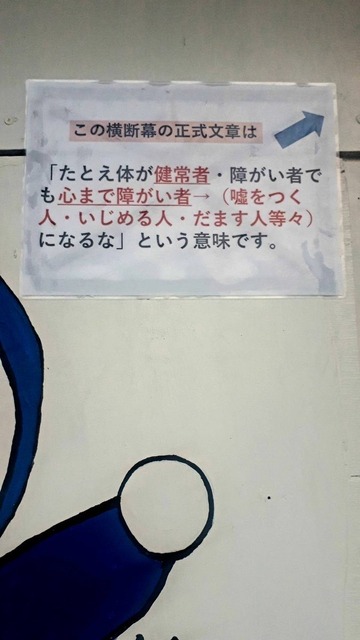 この横断幕の正式文章は
「たとえ体が健常者・障がい者で
も心まで障がい者→（嘘をつく
人・いじめる人・だます人等々）
になるな」という意味です。